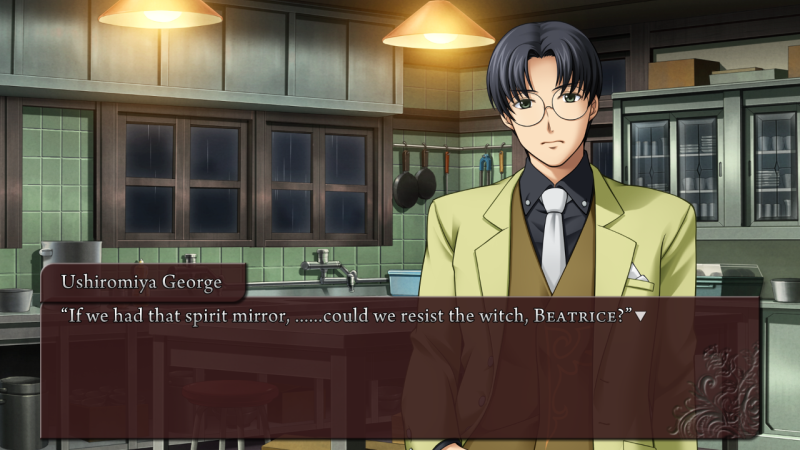 Ushiromiya George
“If we had that spirit mirror, ......could we resist the witch, BEATRICE?”▼